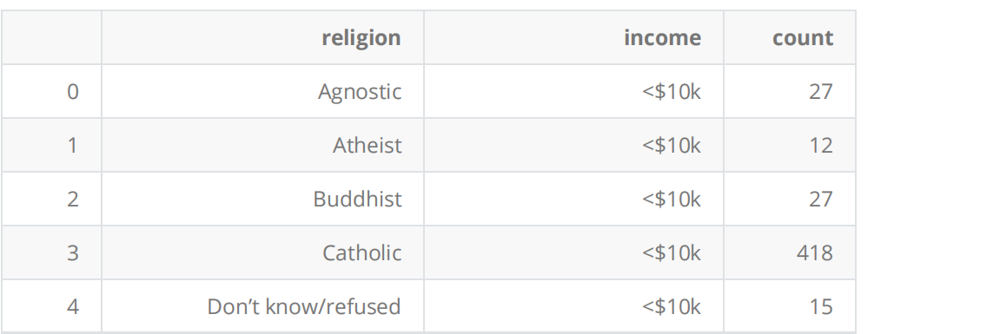 religion income count
0 Agnostic <$10k 27
1 Atheist <$10k 12
2 Buddhist <$10k 27
3 Catholic <$10k 418
4 Don’t know/refused <$10k 15